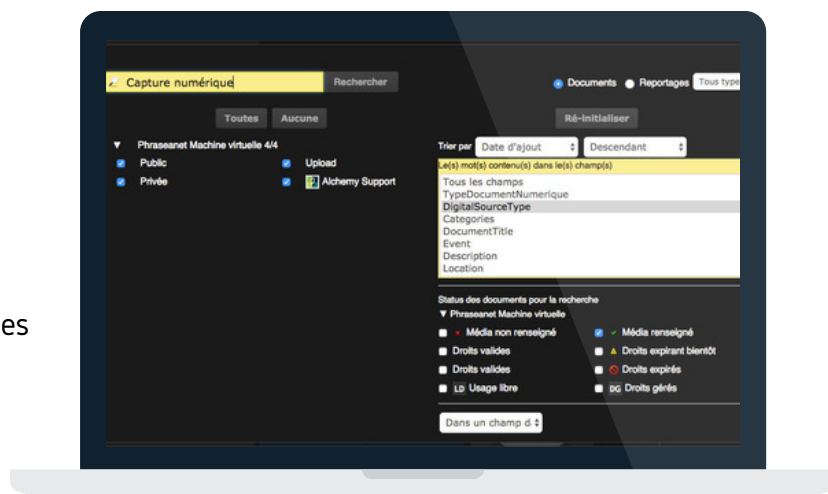 Capture numérique
Rechercher
Documents
Reportages
Tous type
Toutes
Aucune
Ré-initialiser
Phraseanet Machine virtuelle 4/4
Public
Upload
Privée
Alchemy Support
Trier par
Date d'ajout
Descendant
Le(s) mot(s) contenu(s) dans le(s) champ(s)
Tous les champs
TypeDocumentNumerique
DigitalSourceType
Categories
DocumentTitle
Event
Description
Location
es
Status des documents pour la recherche
Phraseanet Machine virtuelle
Média non renseigné
Média renseigné
Droits valides
Droits expirant bientôt
Droits valides
Droits expirés
LD Usage libre
DG Droits gérés
Dans un champ d